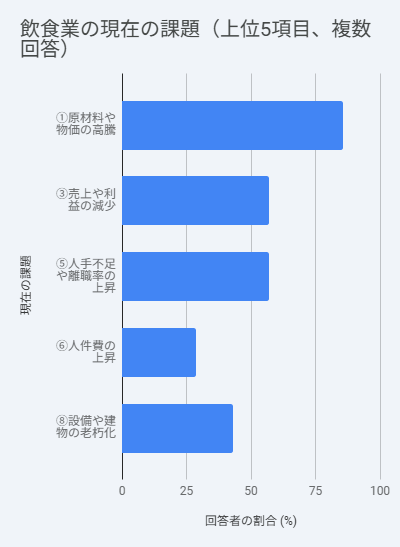 飲食業の現在の課題（上位5項目、複数
回答）
①原材料や
物価の高騰
③売上や利
益の減少
⑤人手不足
や離職率の
上昇
⑥人件費の
上昇
⑧設備や建
物の老朽化
現在の課題
0
25
50
75
100
回答者の割合 (%)